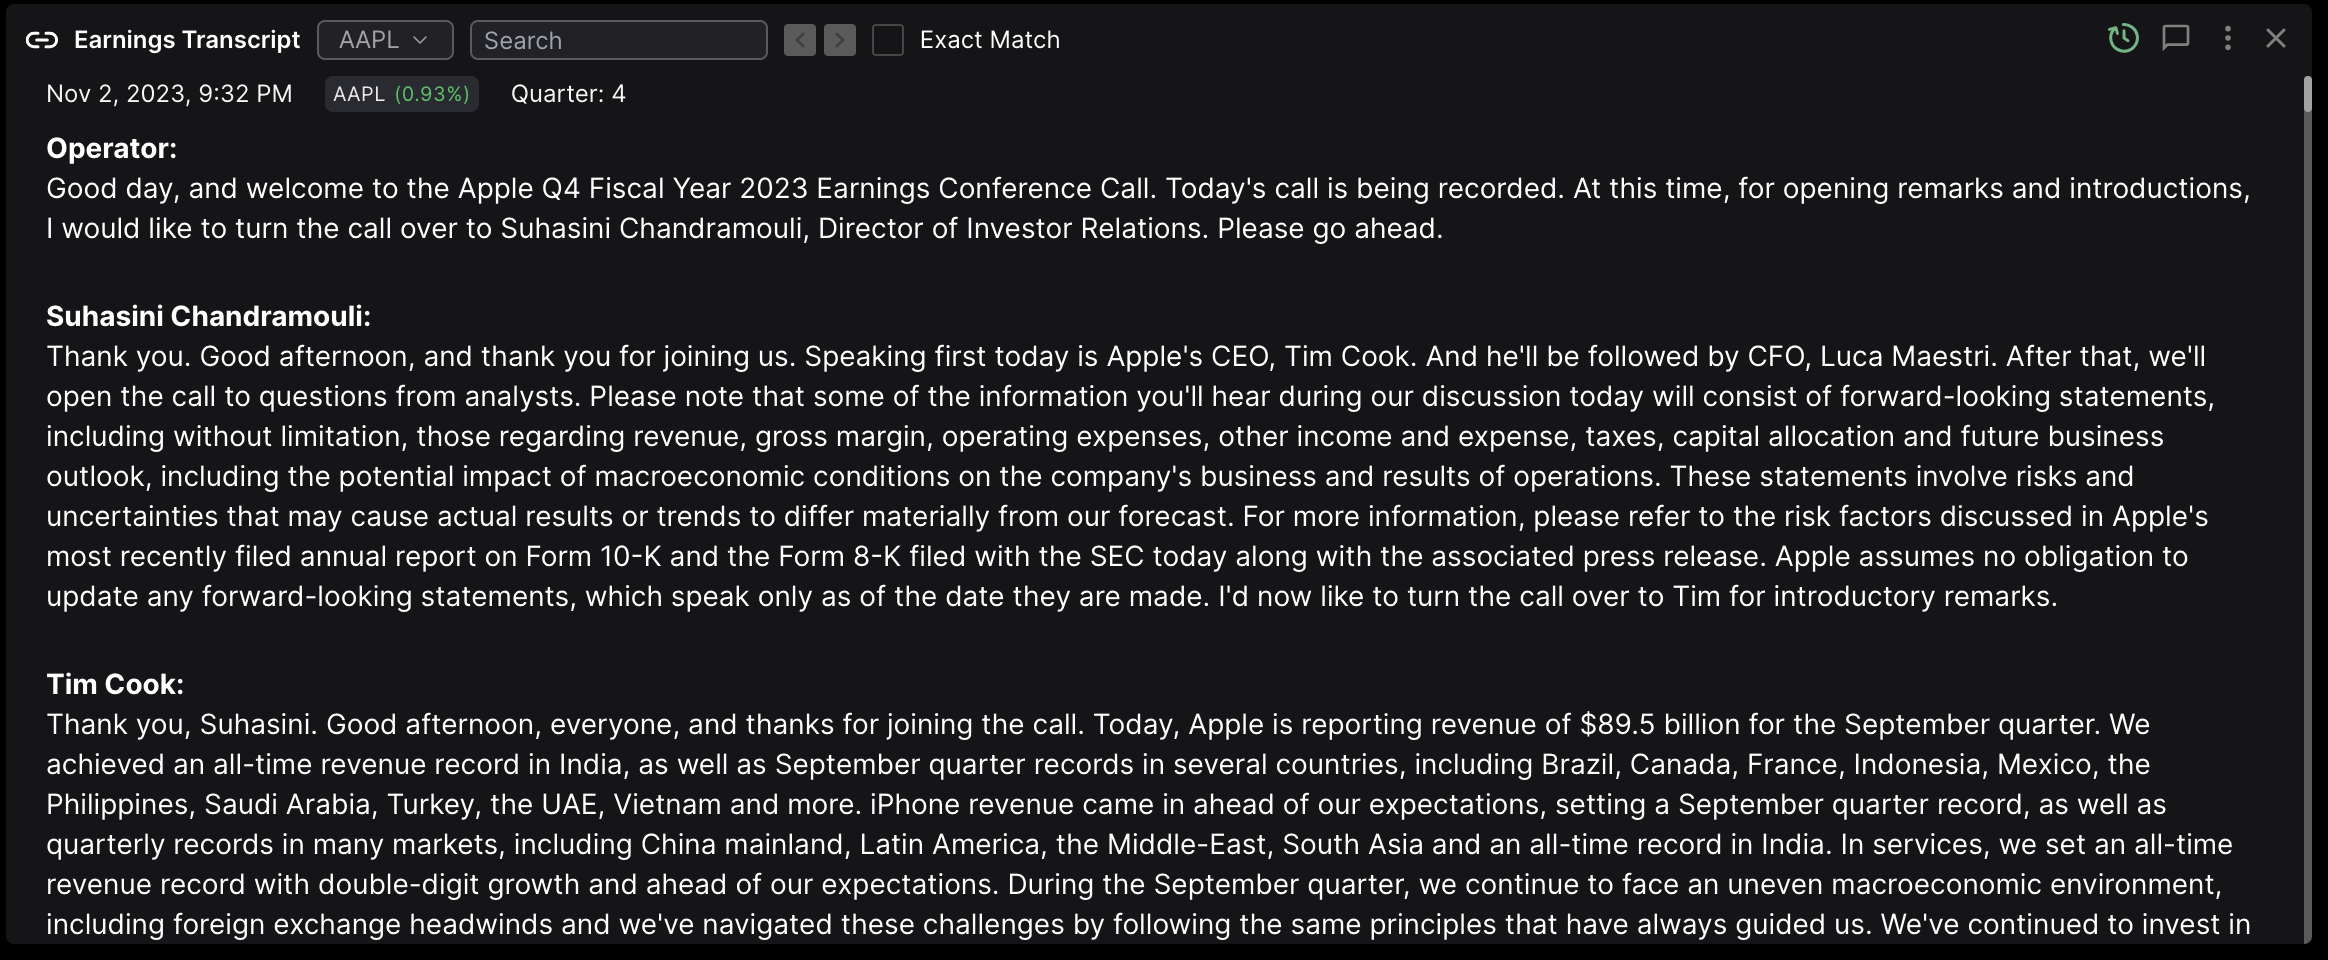 Earnings Transcript AAPL Search Exact Match
Nov 2, 2023, 9:32 PM AAPL (0.93%) Quarter: 4
Operator:
Good day, and welcome to the Apple Q4 Fiscal Year 2023 Earnings Conference Call. Today's call is being recorded. At this time, for opening remarks and introductions,
I would like to turn the call over to Suhasini Chandramouli, Director of Investor Relations. Please go ahead.
Suhasini Chandramouli:
Thank you. Good afternoon, and thank you for joining us. Speaking first today is Apple's CEO, Tim Cook. And he'll be followed by CFO, Luca Maestri. After that, we'll
open the call to questions from analysts. Please note that some of the information you'll hear during our discussion today will consist of forward-looking statements,
including without limitation, those regarding revenue, gross margin, operating expenses, other income and expense, taxes, capital allocation and future business
outlook, including the potential impact of macroeconomic conditions on the company's business and results of operations. These statements involve risks and
uncertainties that may cause actual results or trends to differ materially from our forecast. For more information, please refer to the risk factors discussed in Apple's
most recently filed annual report on Form 10-K and the Form 8-K filed with the SEC today along with the associated press release. Apple assumes no obligation to
update any forward-looking statements, which speak only as of the date they are made. I'd now like to turn the call over to Tim for introductory remarks.
Tim Cook:
Thank you, Suhasini. Good afternoon, everyone, and thanks for joining the call. Today, Apple is reporting revenue of $89.5 billion for the September quarter. We
achieved an all-time revenue record in India, as well as September quarter records in several countries, including Brazil, Canada, France, Indonesia, Mexico, the
Philippines, Saudi Arabia, Turkey, the UAE, Vietnam and more. iPhone revenue came in ahead of our expectations, setting a September quarter record, as well as
quarterly records in many markets, including China mainland, Latin America, the Middle-East, South Asia and an all-time record in India. In services, we set an all-time
revenue record with double-digit growth and ahead of our expectations. During the September quarter, we continue to face an uneven macroeconomic environment,
including foreign exchange headwinds and we've navigated these challenges by following the same principles that have always guided us. We've continued to invest in